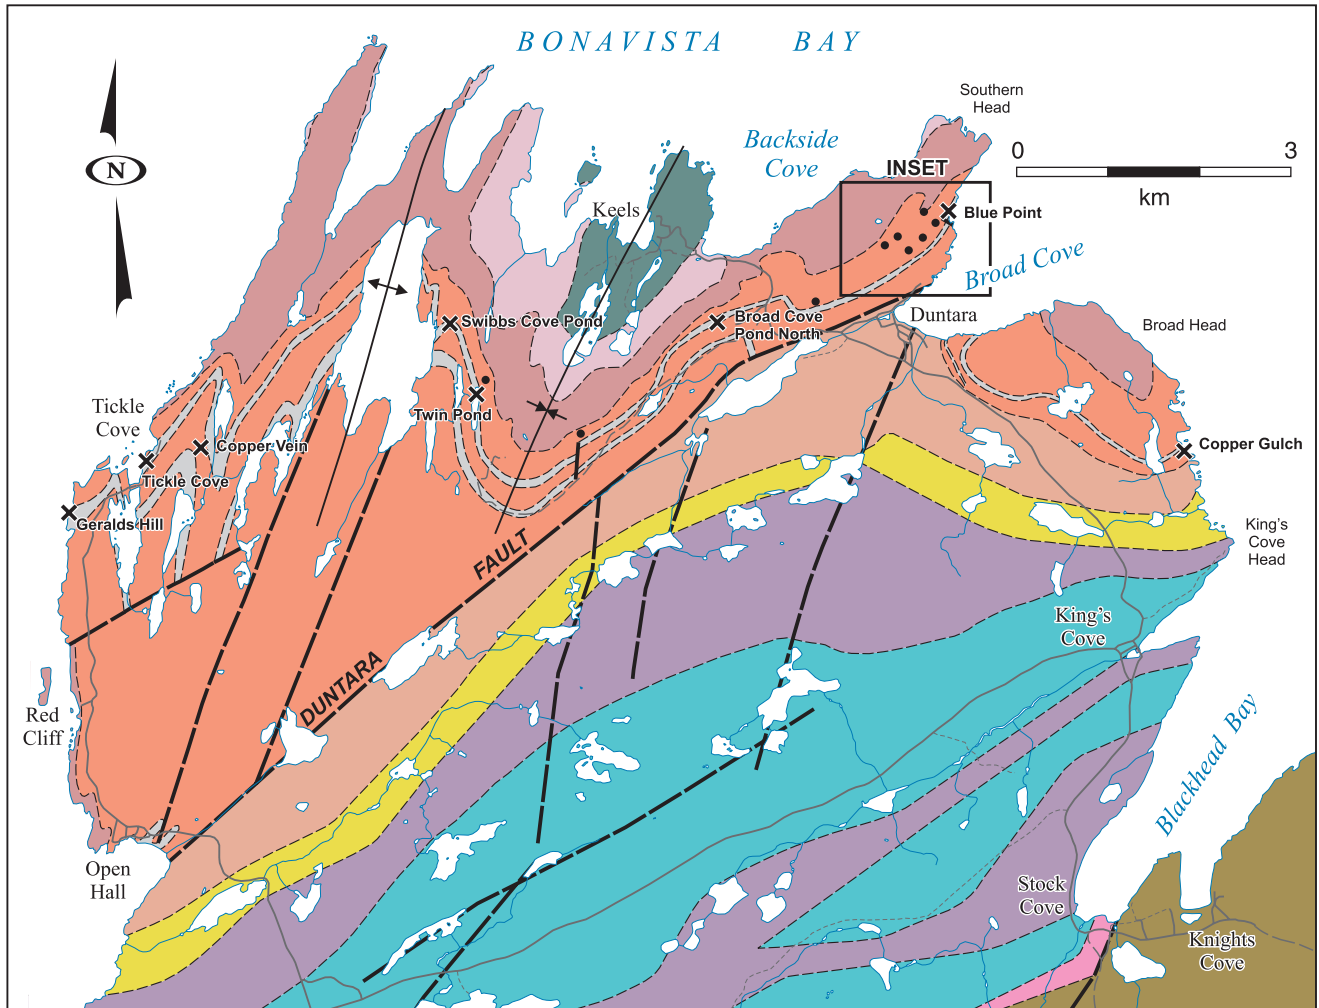 BONAVISTA BAY
Southern
Head
Backside
Cove
0 3
km
INSET
N
Keels
Blue Point
Broad Cove
Swibbs Cove Pond
Broad Cove
Pond North
Duntara
Broad Head
Twin Pond
Tickle
Cove
Copper Vein
Tickle Cove
Geralds Hill
Copper Gulch
King's
Cove
Head
FAULT
DUNTARA
King's
Cove
Red
Cliff
Blackhead Bay
Open
Hall
Stock
Cove
Knights
Cove